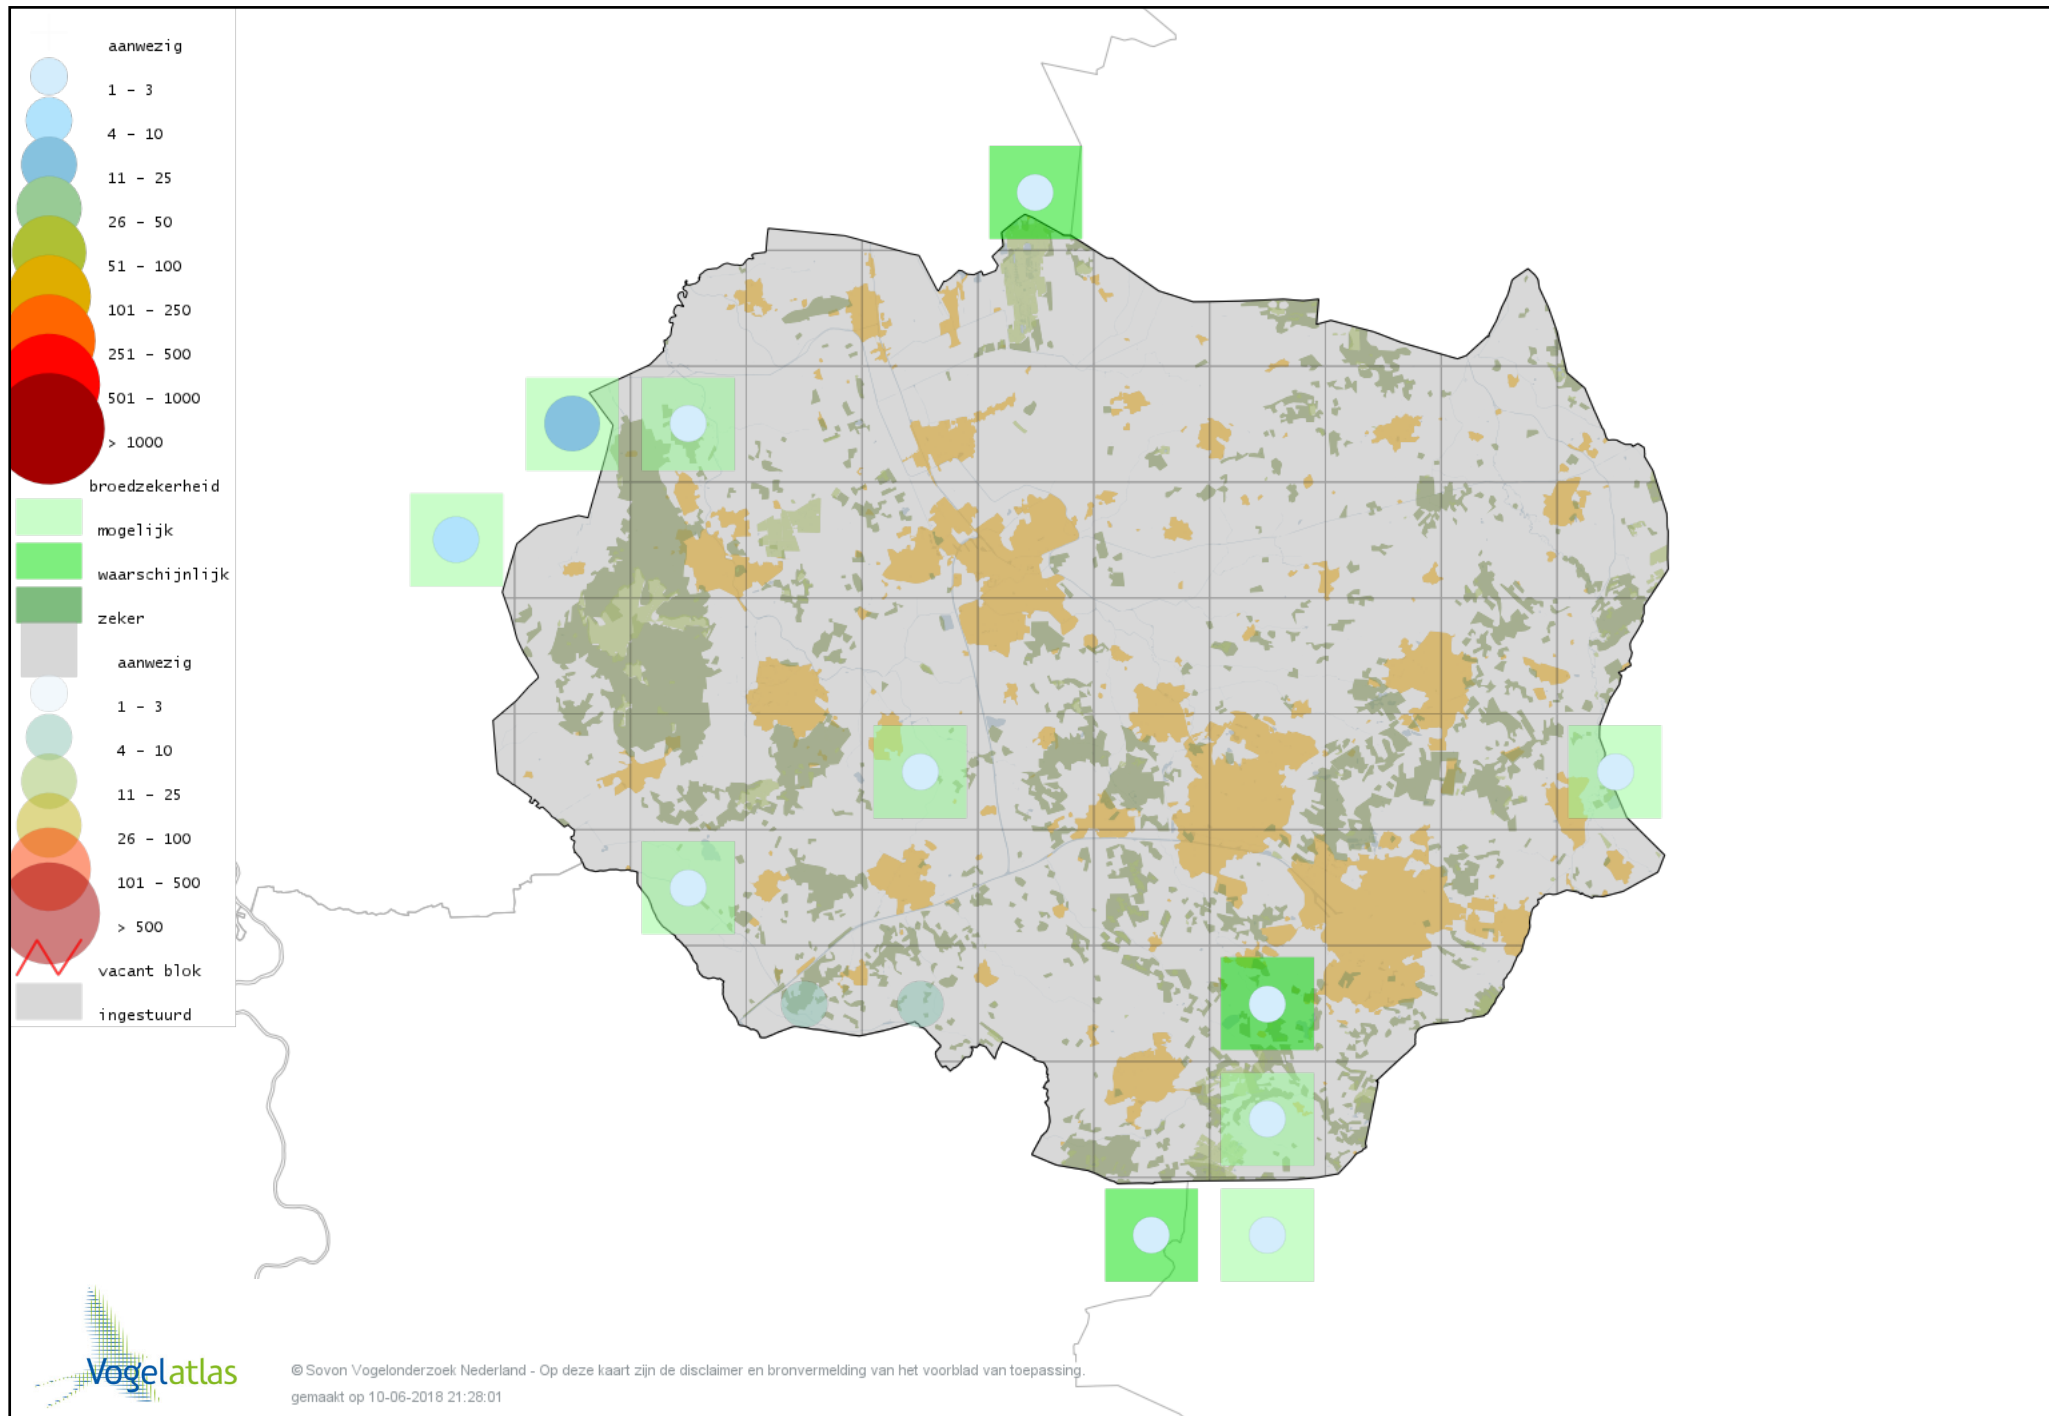 aanwezig
1 - 3
4 - 10
11 - 25
26 - 50
51 - 100
101 - 250
251 - 500
501 - 1000
> 1000
broedzekerheid
mogelijk
waarschijnlijk
zeker
aanwezig
1 - 3
4 - 10
11 - 25
26 - 100
101 - 500
> 500
vacant blok
ingestuurd
Vogelatlas
© Sovon Vogelonderzoek Nederland - Op deze kaart zijn de disclaimer en bronvermelding van het voorblad van toepassing.
gemaakt op 10-06-2018 21:28:01